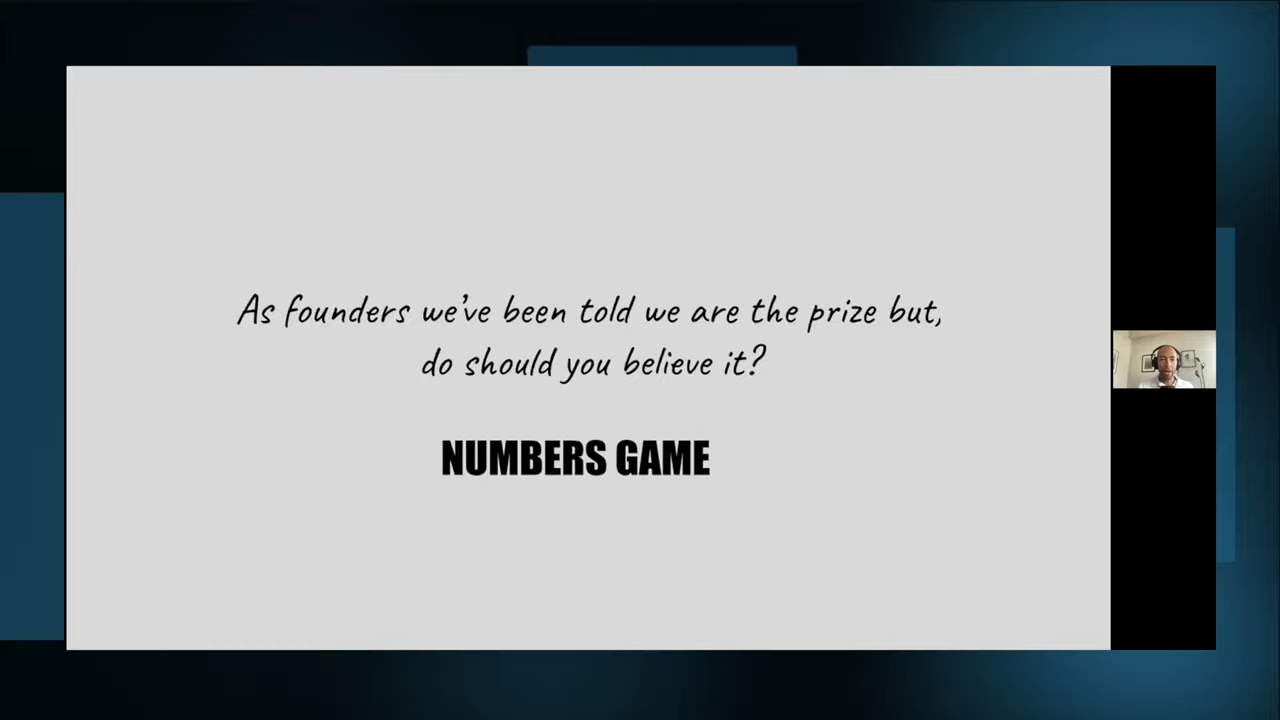 As founders we've been told we are the prize but,
do should you believe it?
NUMBERS GAME